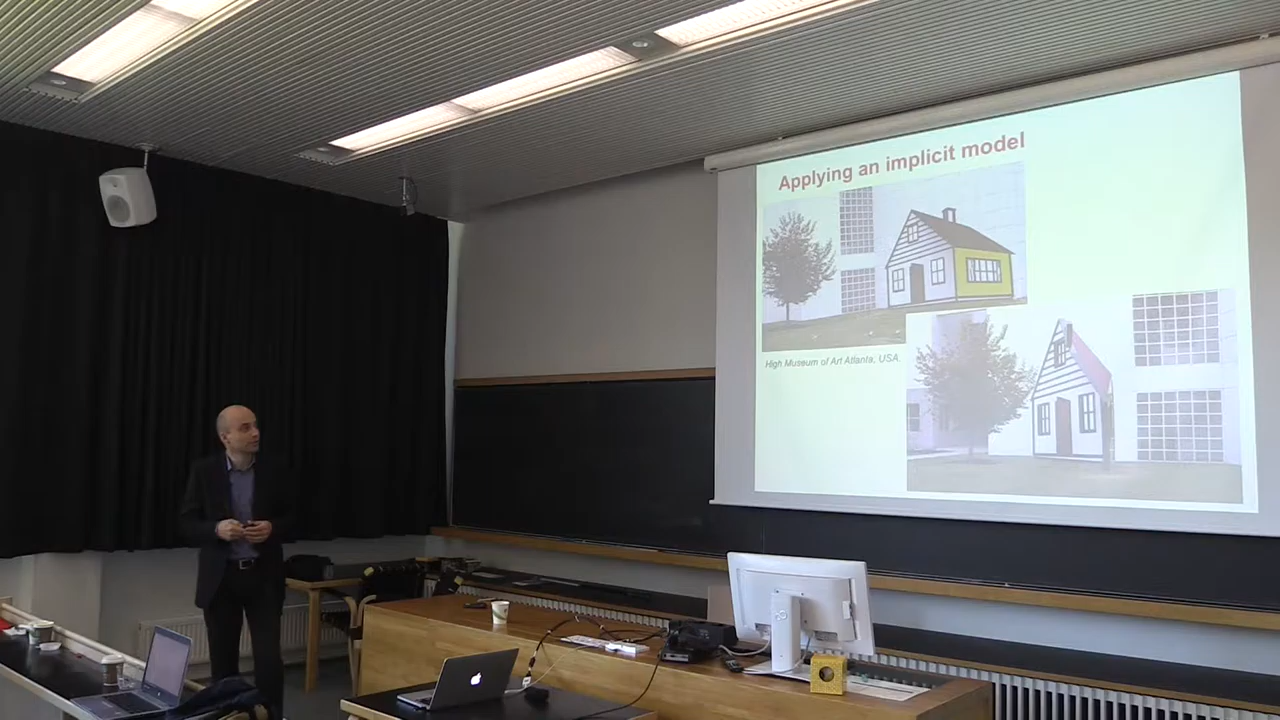 Applying an implicit model
High Museum of Art Atlanta, USA.